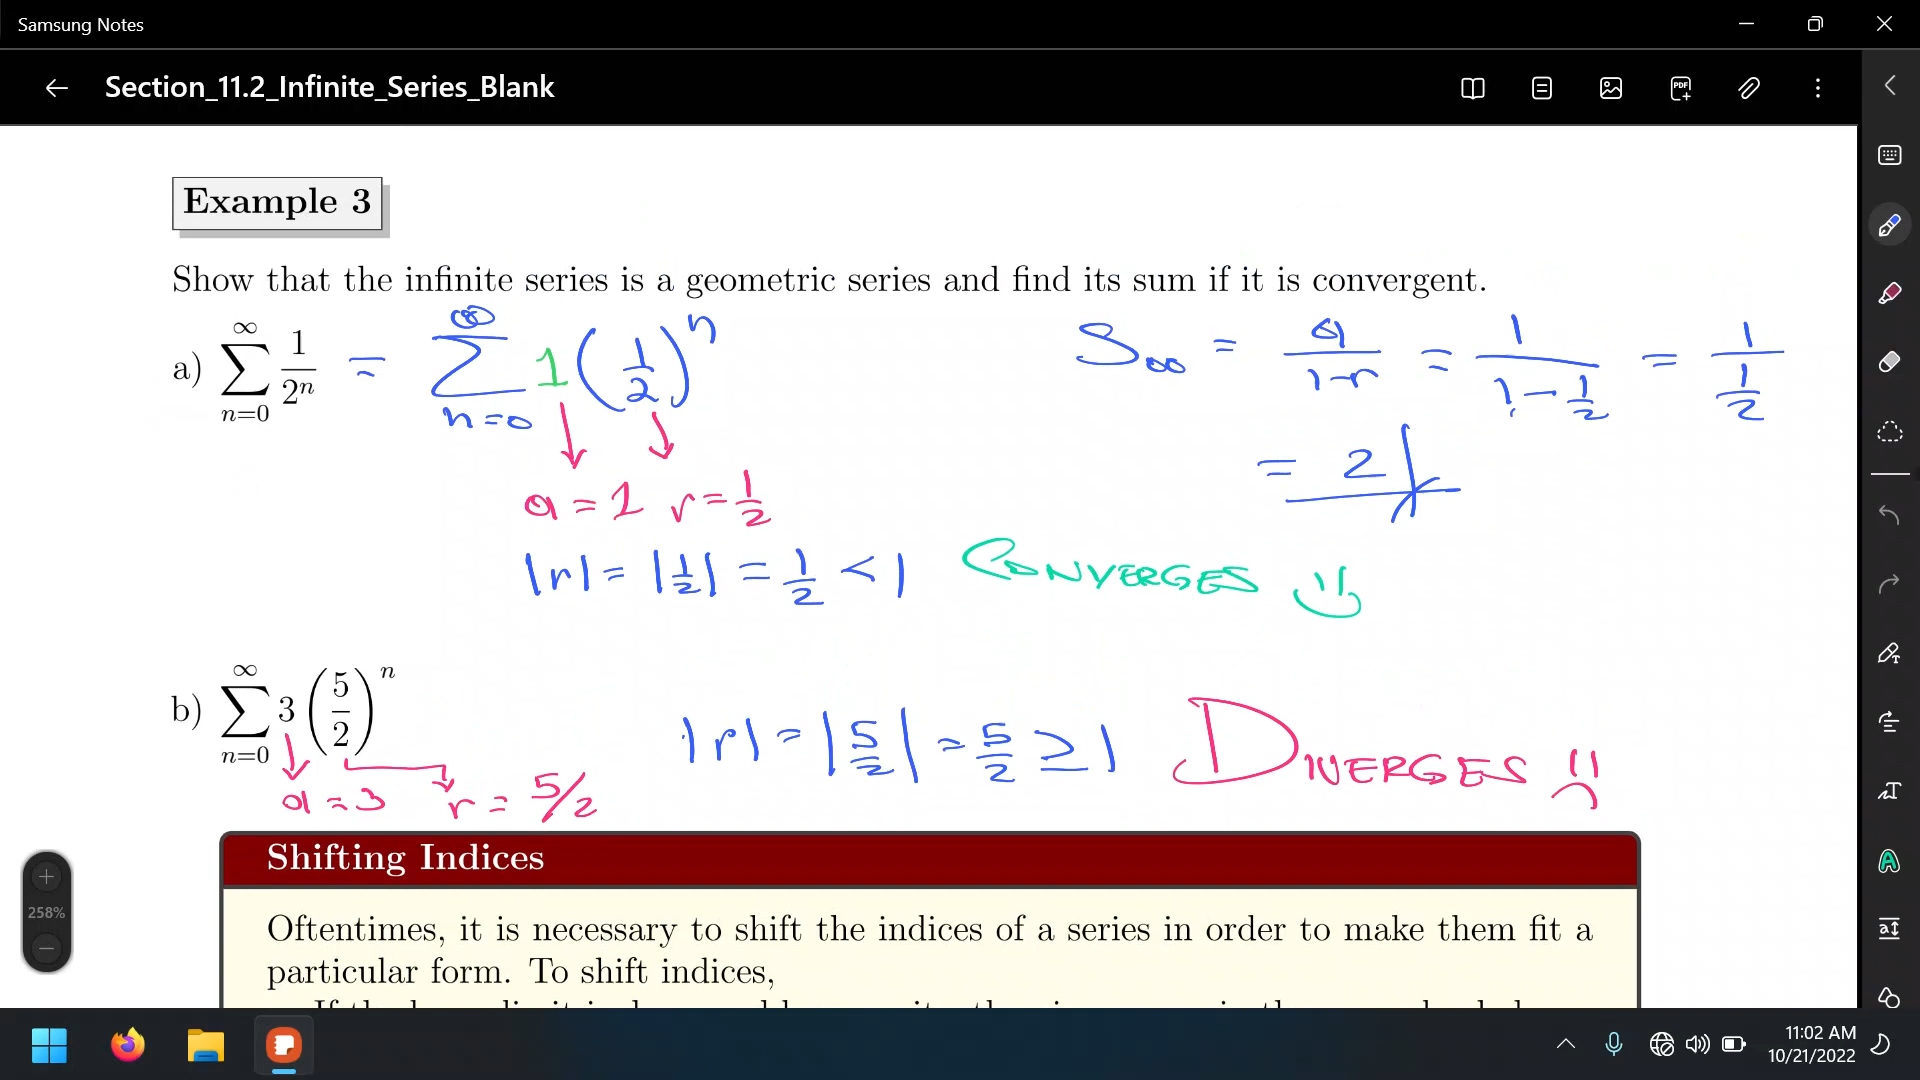 Samsung Notes
Section_11.2_Infinite_Series_Blank
Example 3
Show that the infinite series is a geometric series and find its sum if it is convergent.
a) ∑_{n=0}^{∞} 1/2ⁿ = ∑_{n=0}^{∞} 1 (1/2)ⁿ
S∞ = a/(1-r) = 1/(1 - 1/2) = 1/(1/2)
= 2
a = 1 r = 1/2
|r| = |1/2| = 1/2 < 1 CONVERGES
b) ∑_{n=0}^{∞} 3 (5/2)ⁿ
|r| = |5/2| = 5/2 ≥ 1 DIVERGES
a = 3 r = 5/2
Shifting Indices
Oftentimes, it is necessary to shift the indices of a series in order to make them fit a
particular form. To shift indices,
258%
11:02 AM
10/21/2022